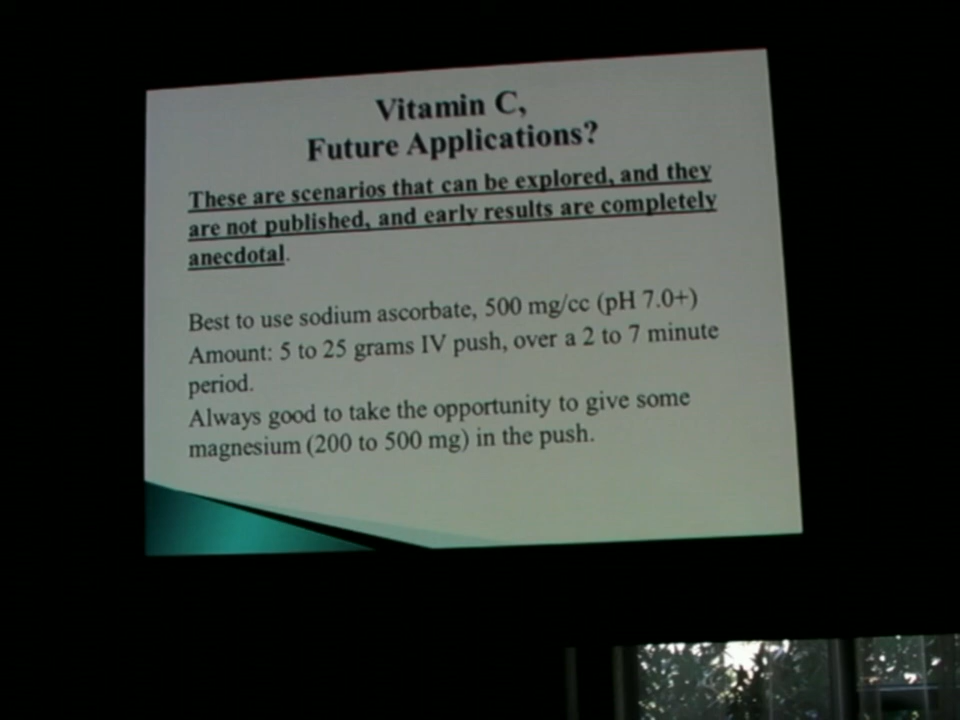 Vitamin C,
Future Applications?
These are scenarios that can be explored, and they
are not published, and early results are completely
anecdotal.
Best to use sodium ascorbate, 500 mg/cc (pH 7.0+)
Amount: 5 to 25 grams IV push, over a 2 to 7 minute
period.
Always good to take the opportunity to give some
magnesium (200 to 500 mg) in the push.